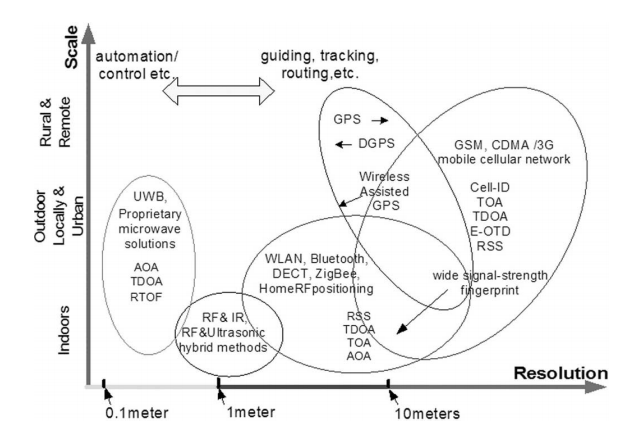 Scale
automation/
control etc.
guiding, tracking,
routing,etc.
Rural &
Remote
Outdoor
Locally &
Urban
Indoors
GPS
DGPS
Wireless
Assisted
GPS
GSM, CDMA /3G
mobile cellular network
Cell-ID
TOA
TDOA
E-OTD
RSS
UWB,
Proprietary
microwave
solutions
AOA
TDOA
RTOF
WLAN, Bluetooth,
DECT, ZigBee,
HomeRFpositioning
wide signal-strength
fingerprint
RF& IR,
RF&Ultrasonic
hybrid methods
RSS
TDOA
TOA
AOA
Resolution
0.1meter
1meter
10meters